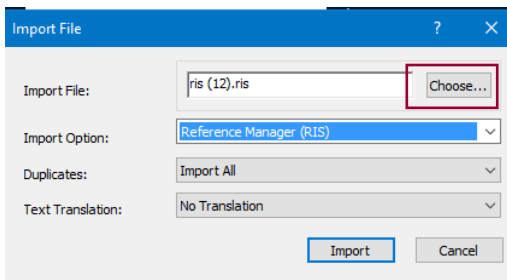 Import File
? ×
Import File: ris (12).ris Choose...
Import Option: Reference Manager (RIS)
Duplicates: Import All
Text Translation: No Translation
Import Cancel